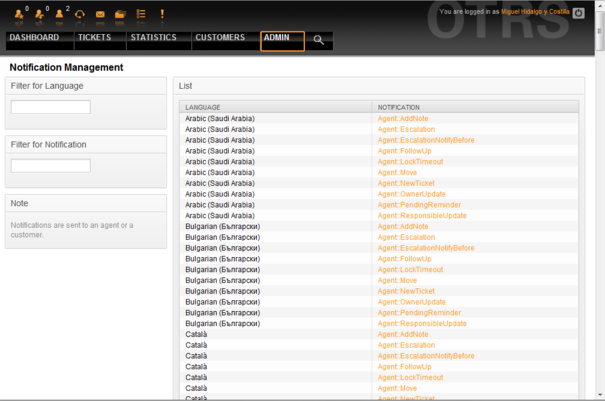 0 0 2
OTRS
You are logged in as Miguel Hidalgo y Costilla
DASHBOARD TICKETS STATISTICS CUSTOMERS ADMIN
Notification Management
Filter for Language
Filter for Notification
Note
Notifications are sent to an agent or a
customer.
List
LANGUAGE NOTIFICATION
Arabic (Saudi Arabia) Agent::AddNote
Arabic (Saudi Arabia) Agent::Escalation
Arabic (Saudi Arabia) Agent::EscalationNotifyBefore
Arabic (Saudi Arabia) Agent::FollowUp
Arabic (Saudi Arabia) Agent::LockTimeout
Arabic (Saudi Arabia) Agent::Move
Arabic (Saudi Arabia) Agent::NewTicket
Arabic (Saudi Arabia) Agent::OwnerUpdate
Arabic (Saudi Arabia) Agent::PendingReminder
Arabic (Saudi Arabia) Agent::ResponsibleUpdate
Bulgarian (Български) Agent::AddNote
Bulgarian (Български) Agent::Escalation
Bulgarian (Български) Agent::EscalationNotifyBefore
Bulgarian (Български) Agent::FollowUp
Bulgarian (Български) Agent::LockTimeout
Bulgarian (Български) Agent::Move
Bulgarian (Български) Agent::NewTicket
Bulgarian (Български) Agent::OwnerUpdate
Bulgarian (Български) Agent::PendingReminder
Bulgarian (Български) Agent::ResponsibleUpdate
Català Agent::AddNote
Català Agent::Escalation
Català Agent::EscalationNotifyBefore
Català Agent::FollowUp
Català Agent::LockTimeout
Català Agent::Move
Català Agent::NewTicket